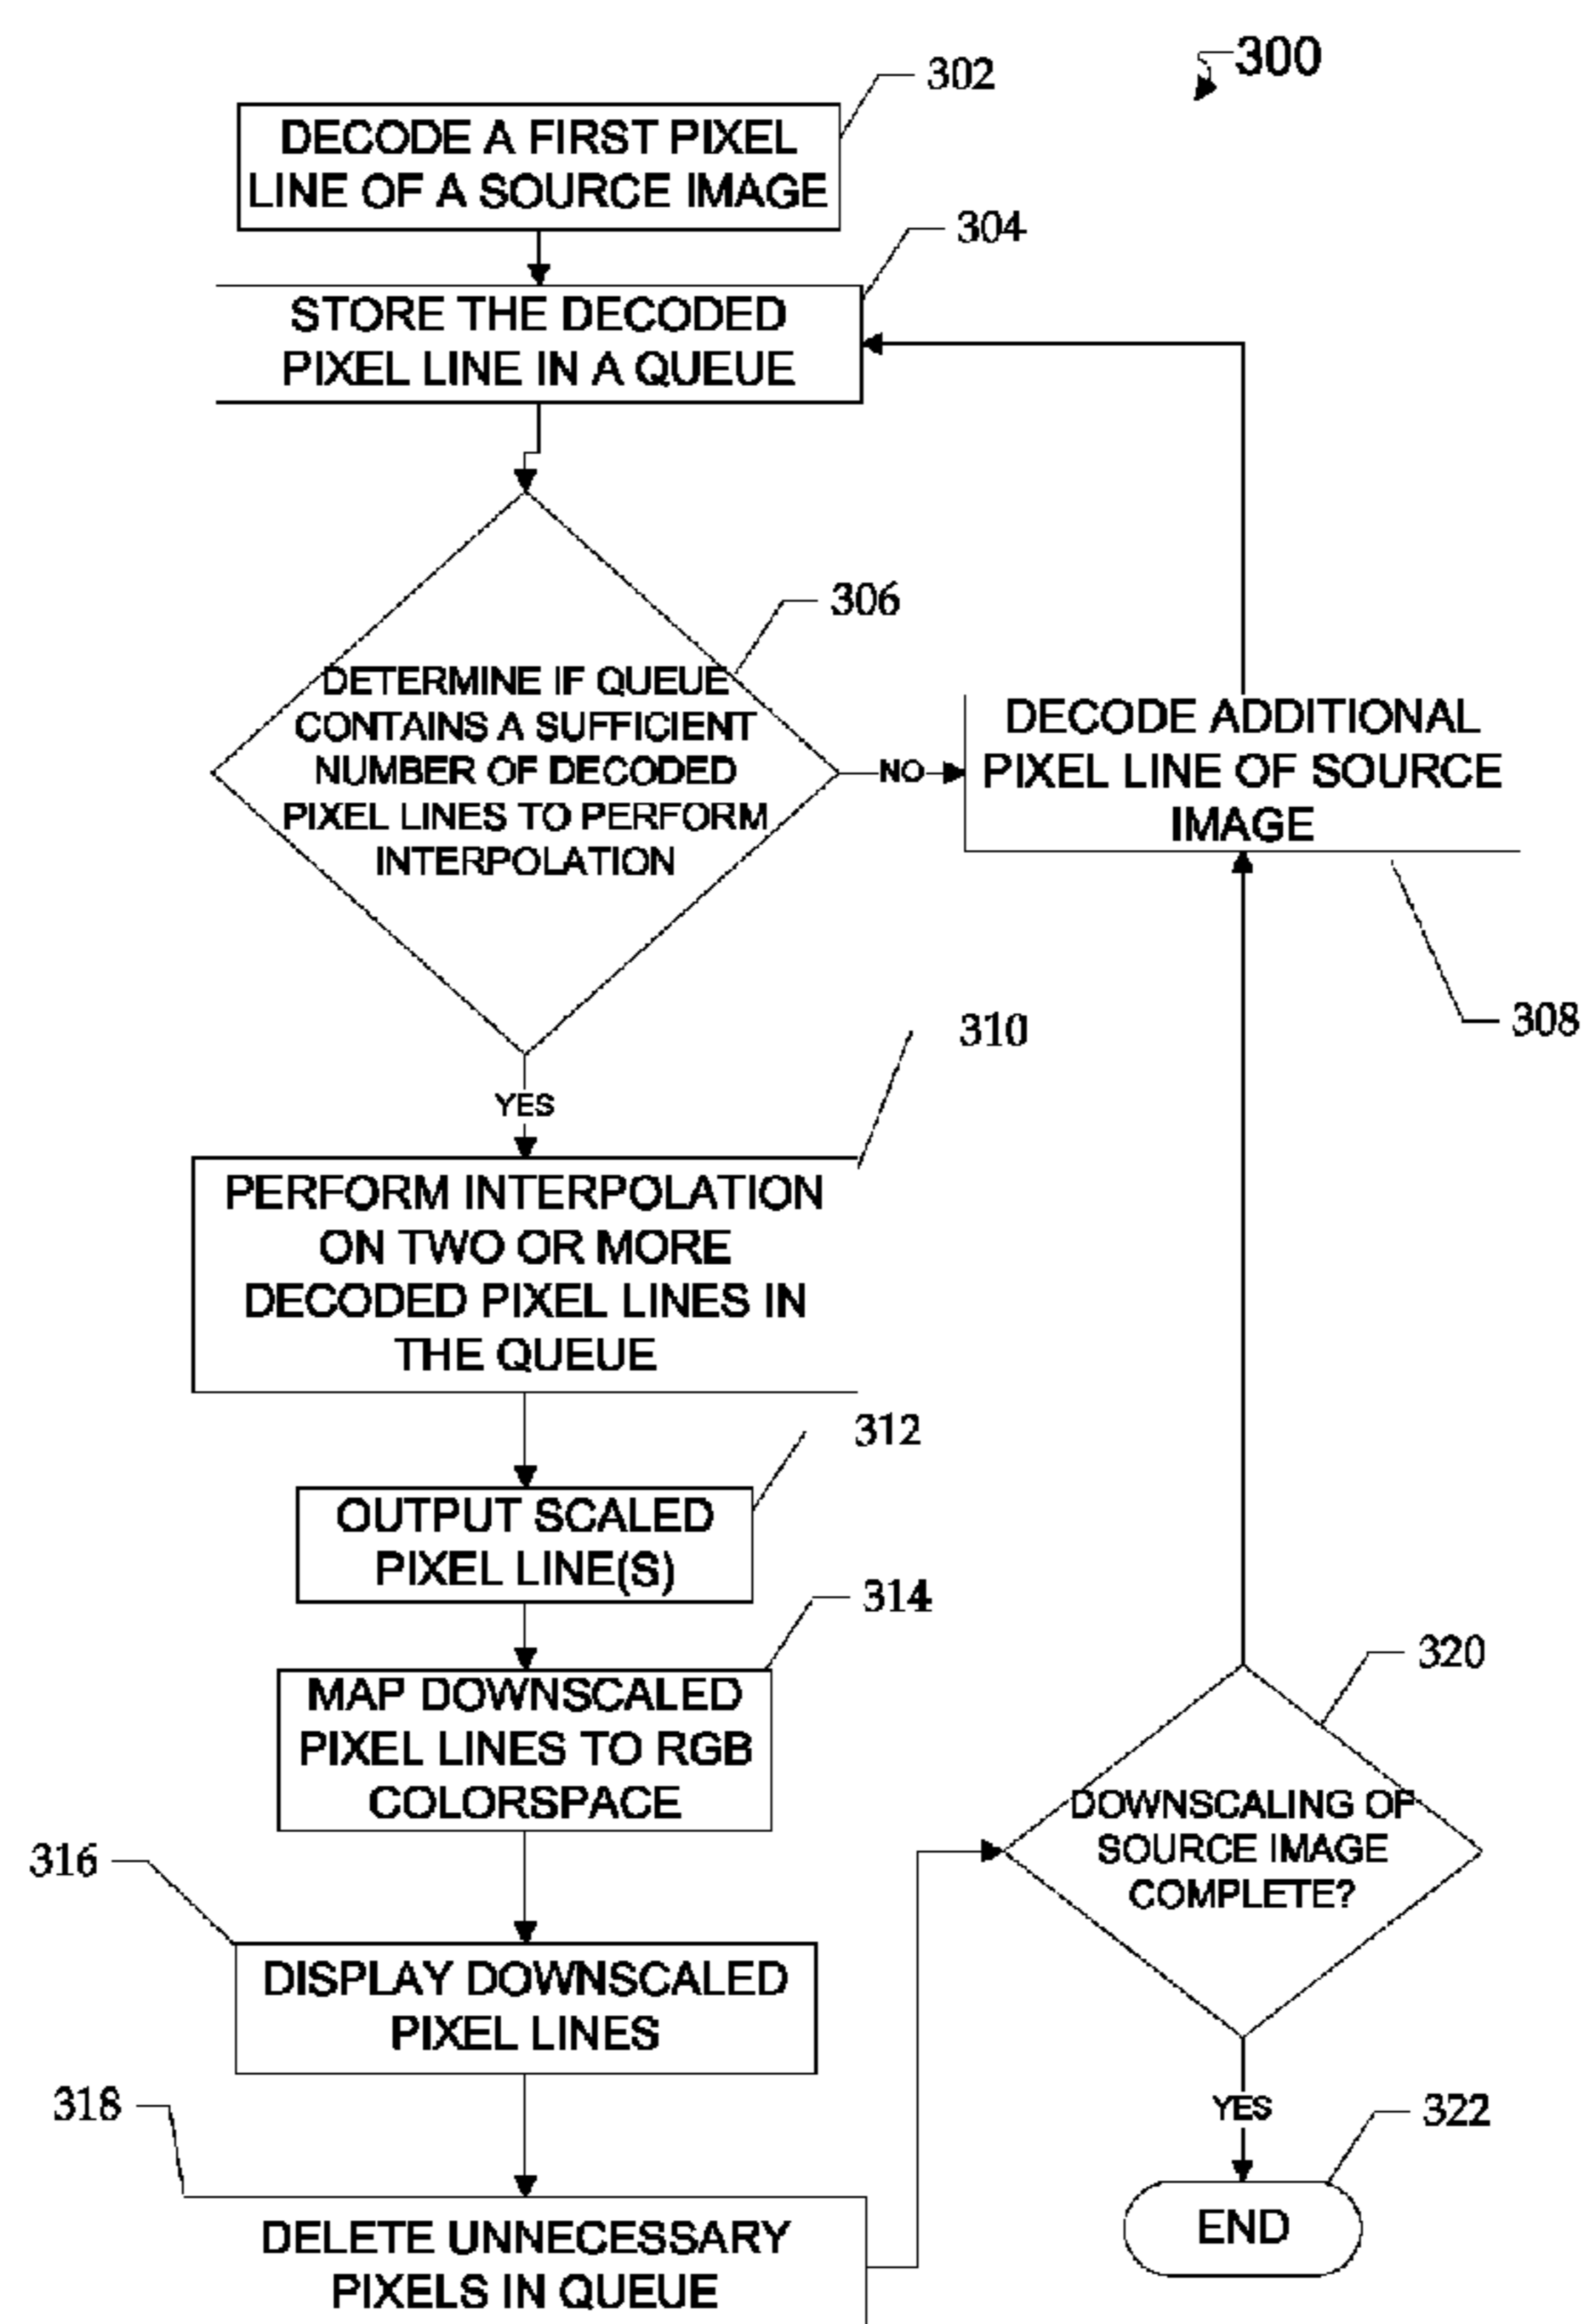 300
302
DECODE A FIRST PIXEL
LINE OF A SOURCE IMAGE
304
STORE THE DECODED
PIXEL LINE IN A QUEUE
306
DETERMINE IF QUEUE
CONTAINS A SUFFICIENT
NUMBER OF DECODED
PIXEL LINES TO PERFORM
INTERPOLATION
NO
DECODE ADDITIONAL
PIXEL LINE OF SOURCE
IMAGE
308
YES
310
PERFORM INTERPOLATION
ON TWO OR MORE
DECODED PIXEL LINES IN
THE QUEUE
312
OUTPUT SCALED
PIXEL LINE(S)
314
MAP DOWNSCALED
PIXEL LINES TO RGB
COLORSPACE
316
DISPLAY DOWNSCALED
PIXEL LINES
318
DELETE UNNECESSARY
PIXELS IN QUEUE
320
DOWNSCALING OF
SOURCE IMAGE
COMPLETE?
YES
322
END